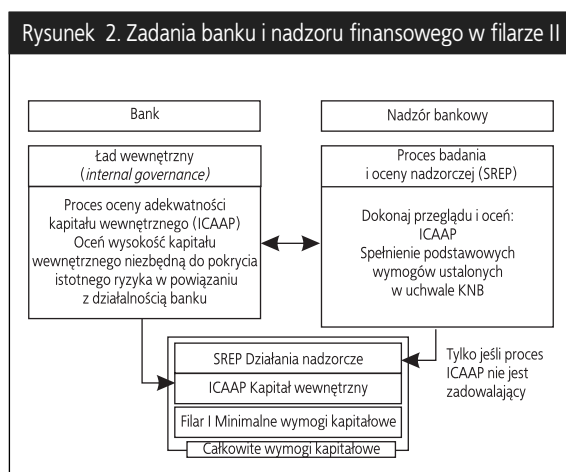 Rysunek 2. Zadania banku i nadzoru finansowego w filarze II
Bank
Ład wewnętrzny
(internal governance)
Proces oceny adekwatności
kapitału wewnętrznego (ICAAP)
Oceń wysokość kapitału
wewnętrznego niezbędną do pokrycia
istotnego ryzyka w powiązaniu
z działalnością banku
Nadzór bankowy
Proces badania
i oceny nadzorczej (SREP)
Dokonaj przeglądu i oceń:
ICAAP
Spełnienie podstawowych
wymogów ustalonych
w uchwale KNB
SREP Działania nadzorcze
ICAAP Kapitał wewnętrzny
Filar I Minimalne wymogi kapitałowe
Całkowite wymogi kapitałowe
Tylko jeśli proces
ICAAP nie jest
zadowalający